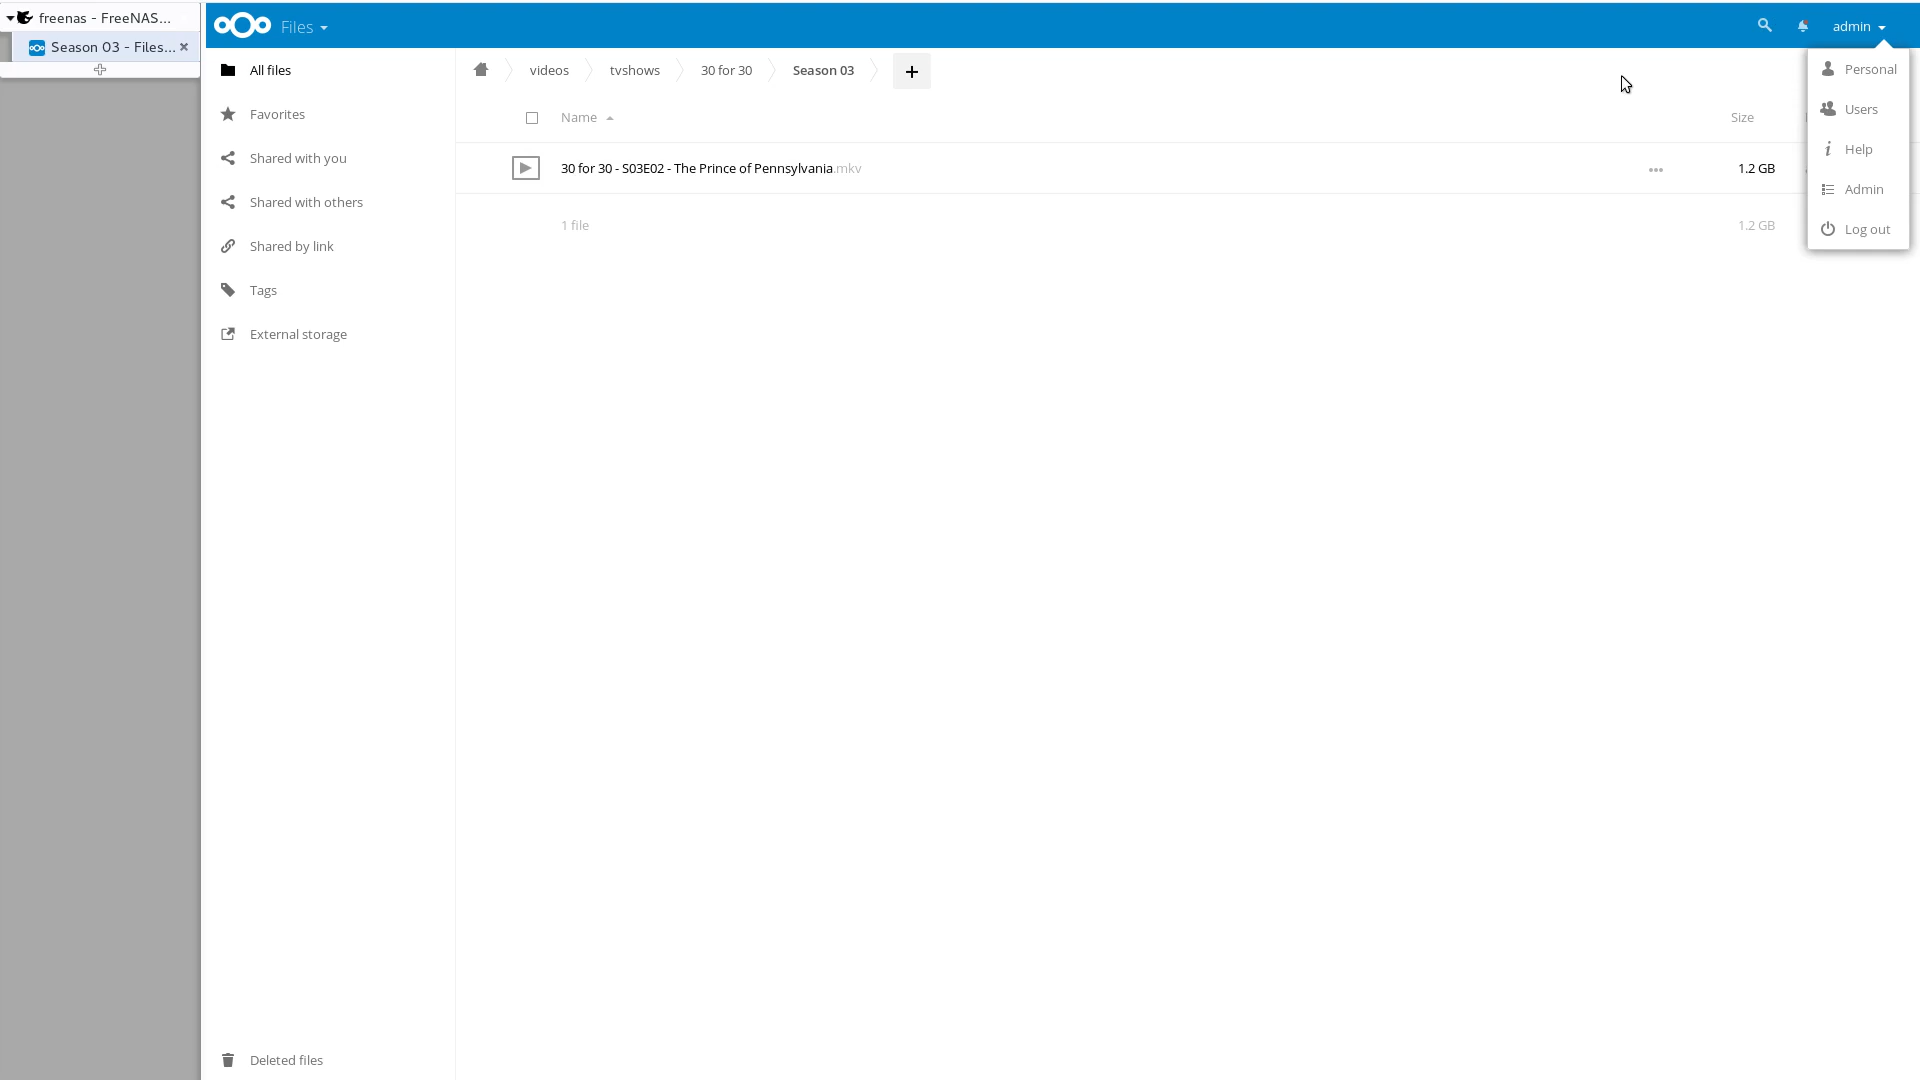 freenas - FreeNAS...
Season 03 - Files...
Files
admin
All files
Favorites
Shared with you
Shared with others
Shared by link
Tags
External storage
Deleted files
videos
tvshows
30 for 30
Season 03
+
Name
Size
30 for 30 - S03E02 - The Prince of Pennsylvania.mkv
1.2 GB
1 file
1.2 GB
Personal
Users
Help
Admin
Log out